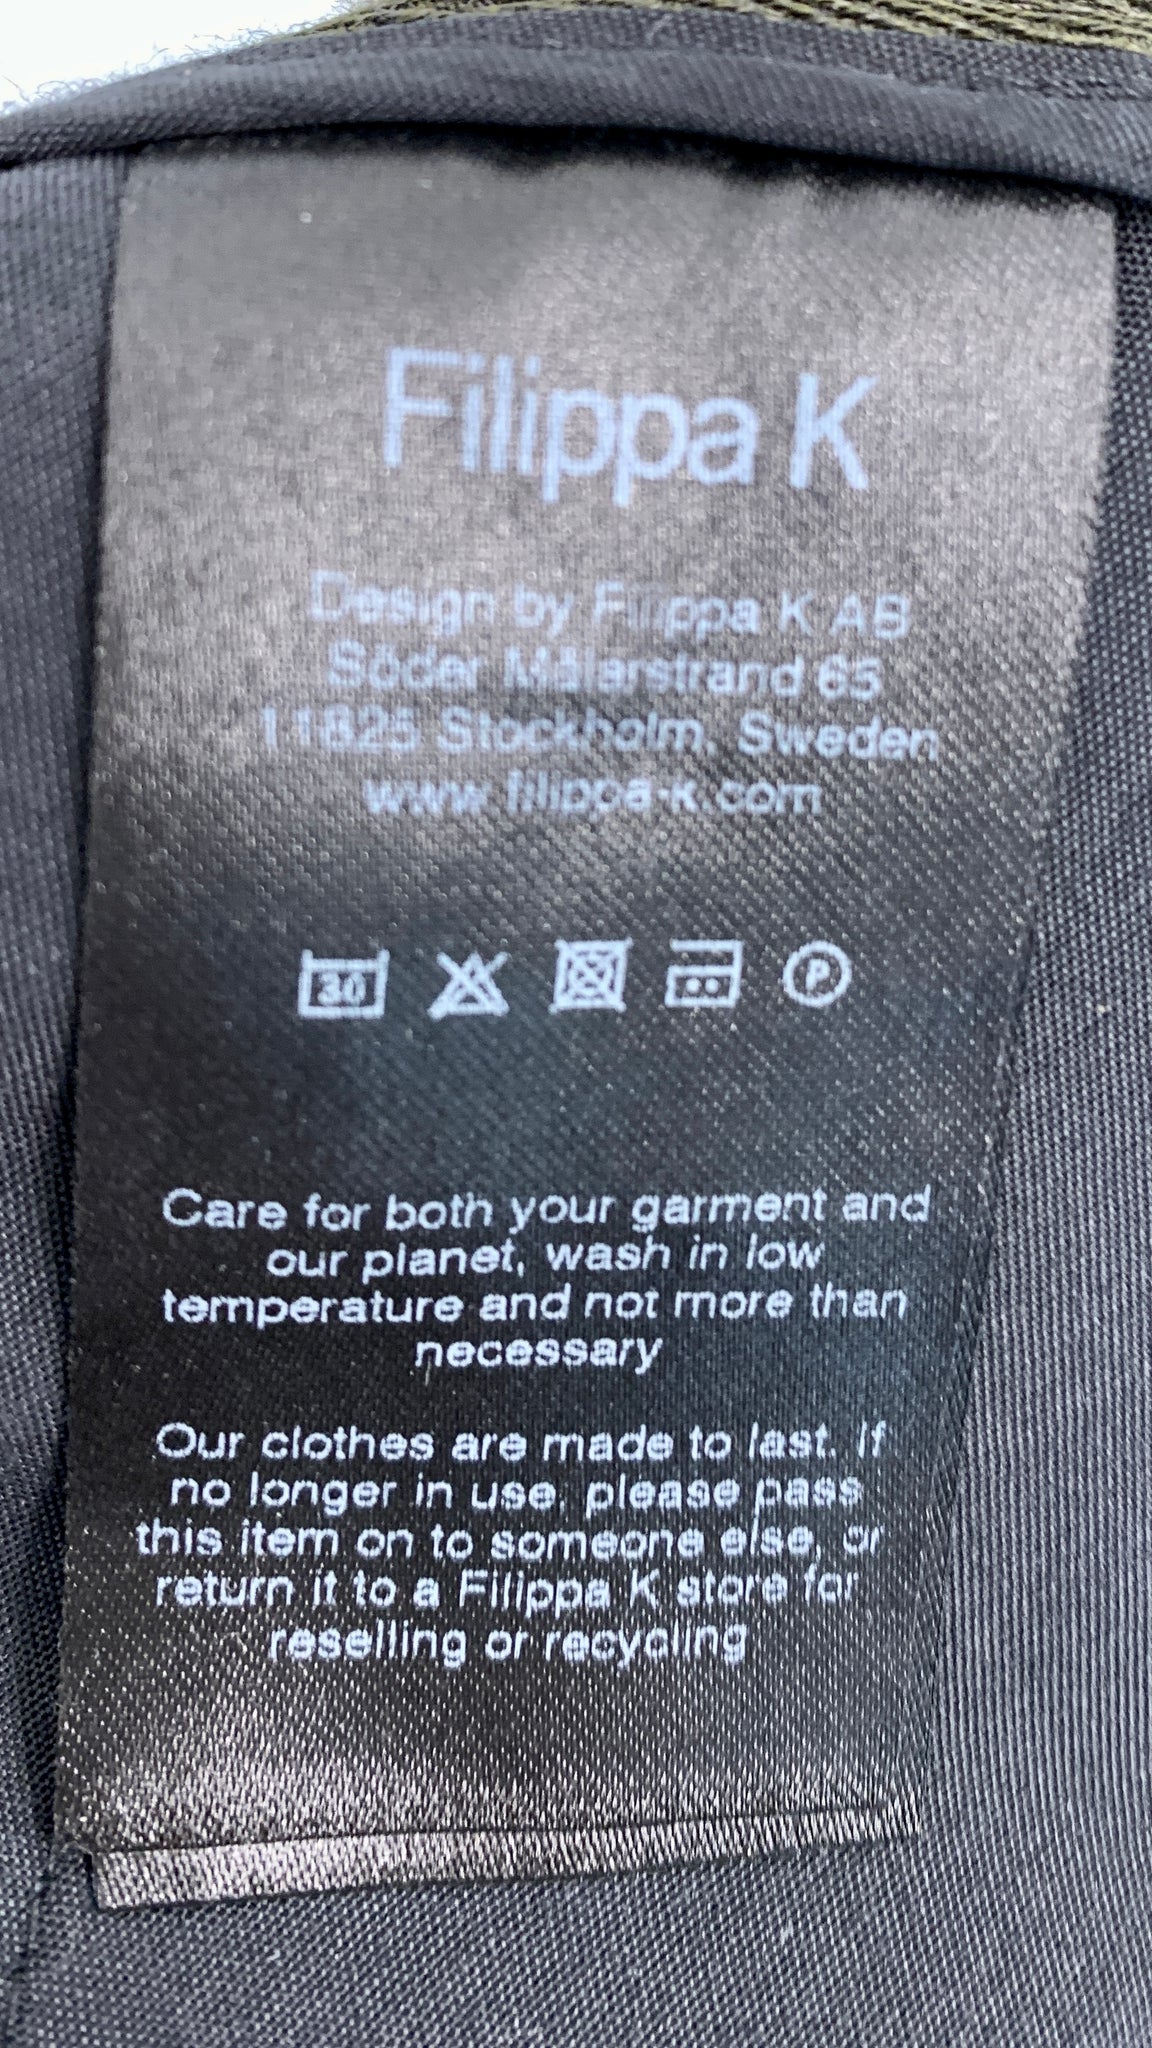 Filippa K
Design by Filippa K AB
Söder Mälarstrand 65
11825 Stockholm, Sweden
www.filippa-k.com
30
P
Care for both your garment and
our planet, wash in low
temperature and not more than
necessary
Our clothes are made to last. If
no longer in use, please pass
this item on to someone else, or
return it to a Filippa K store for
reselling or recycling